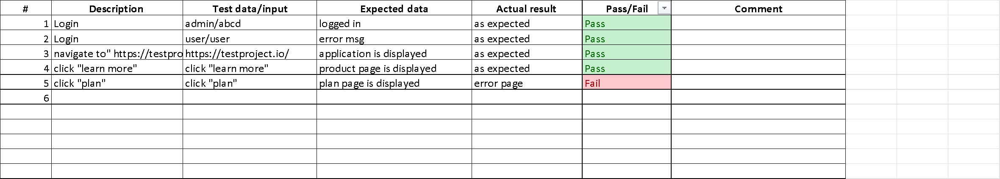 # Description Test data/input Expected data Actual result Pass/Fail Comment
1 Login admin/abcd logged in as expected Pass
2 Login user/user error msg as expected Pass
3 navigate to" https://testpro https://testproject.io/ application is displayed as expected Pass
4 click "learn more" click "learn more" product page is displayed as expected Pass
5 click "plan" click "plan" plan page is displayed error page Fail
6